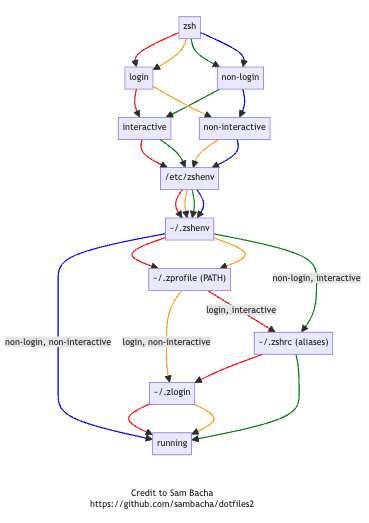 zsh
login
non-login
interactive
non-interactive
/etc/zshenv
~/.zshenv
~/.zprofile (PATH)
non-login, interactive
login, interactive
non-login, non-interactive
login, non-interactive
~/.zshrc (aliases)
~/.zlogin
running
Credit to Sam Bacha
https://github.com/sambacha/dotfiles2